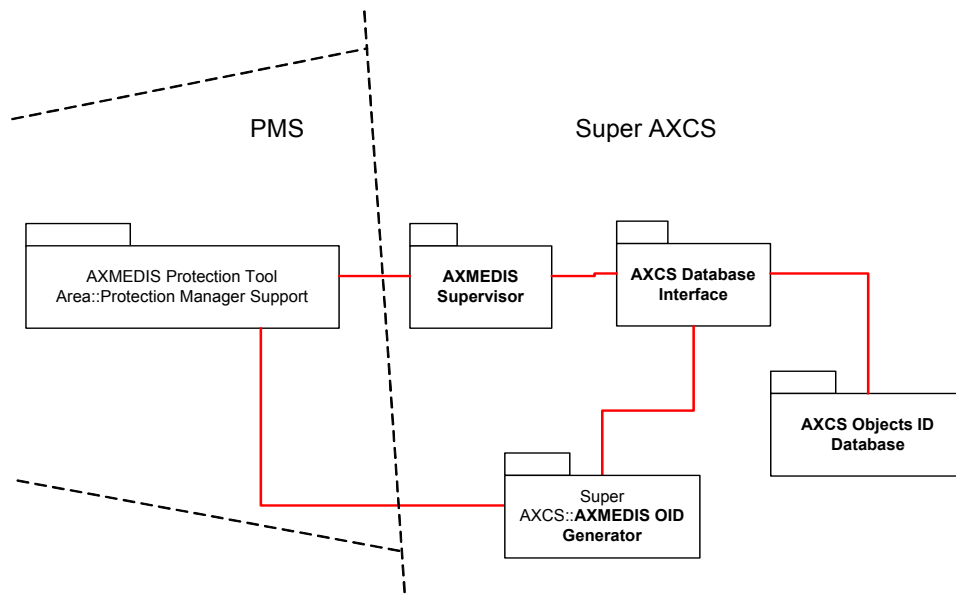 PMS
Super AXCS
AXMEDIS Protection Tool
Area::Protection Manager Support
AXMEDIS
Supervisor
AXCS Database
Interface
AXCS Objects ID
Database
Super
AXCS::AXMEDIS OID
Generator